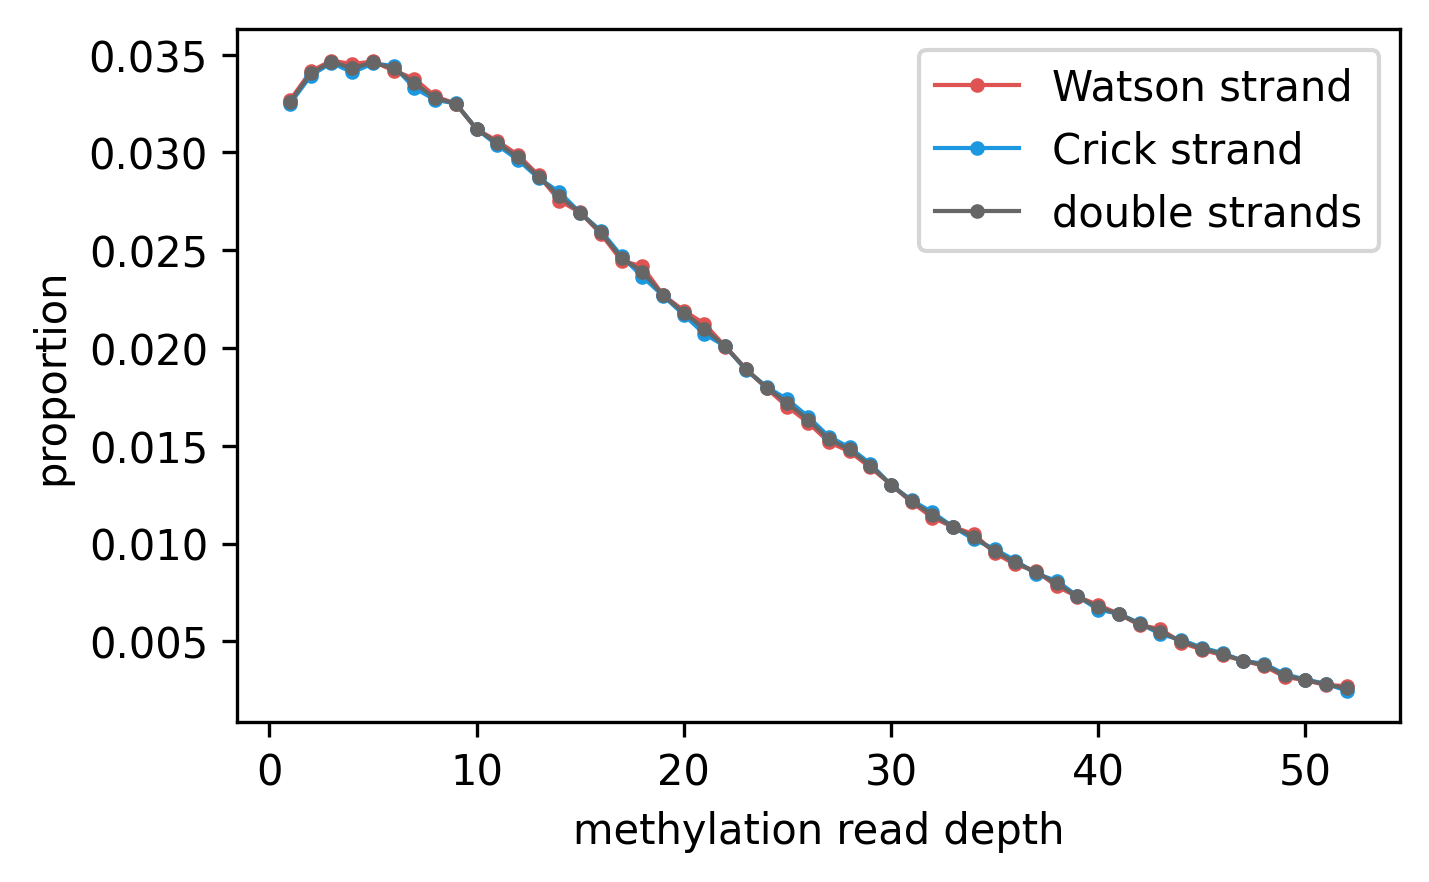 0.035
0.030
0.025
0.020
0.015
0.010
0.005
proportion
Watson strand
Crick strand
double strands
0 10 20 30 40 50
methylation read depth